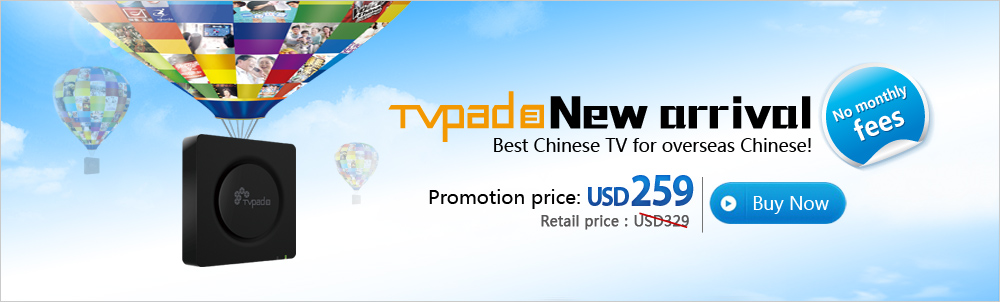 TVpad3 New arrival
Best Chinese TV for overseas Chinese!
No monthly
fees
Promotion price: USD259
Retail price : USD329
Buy Now
TVpad